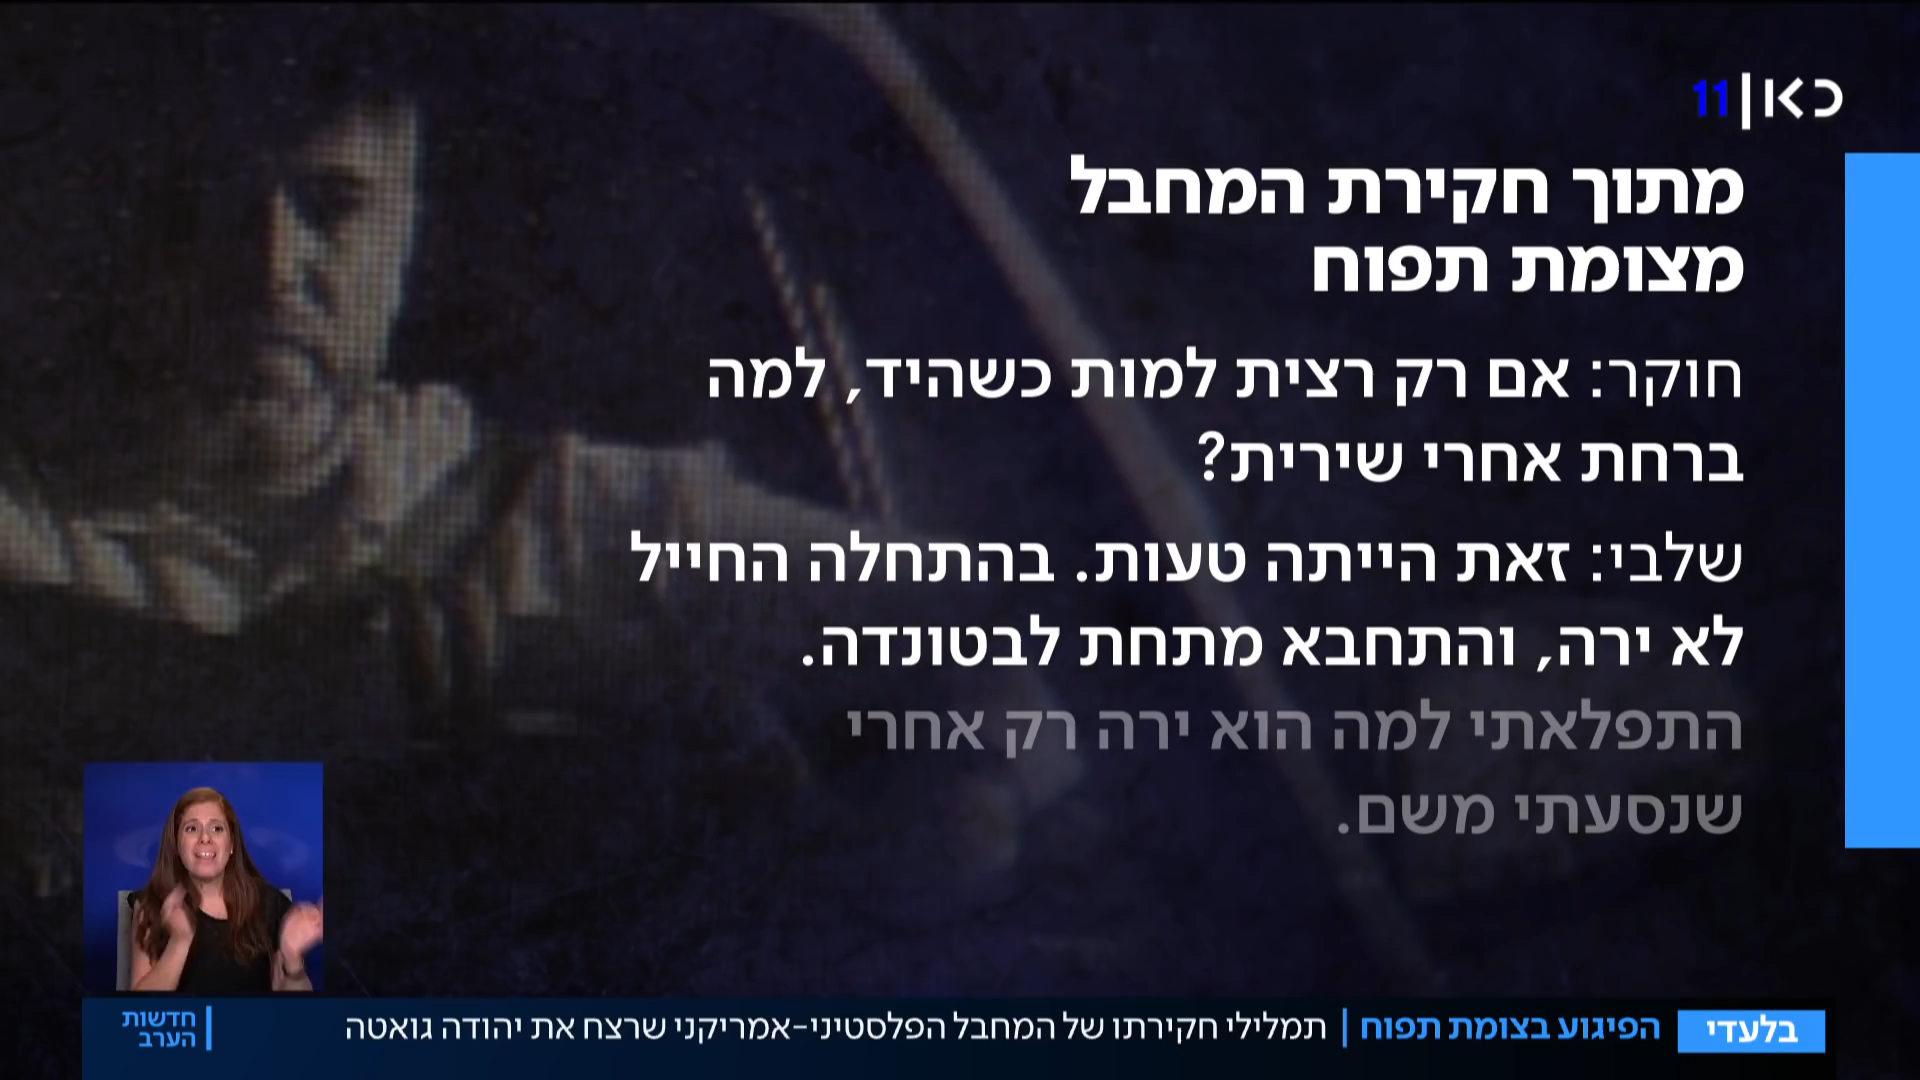 כאן|11
מתוך חקירת המחבל
מצומת תפוח
חוקר: אם רק רצית למות כשהיד, למה
ברחת אחרי שירית?
שלבי: זאת הייתה טעות. בהתחלה החייל
לא ירה, והתחבא מתחת לבטונדה.
התפלאתי למה הוא ירה רק אחרי
שנסעתי משם.
בלעדי
הפיגוע בצומת תפוח | תמלילי חקירתו של המחבל הפלסטיני-אמריקני שרצח את יהודה גואטה
חדשות
הערב